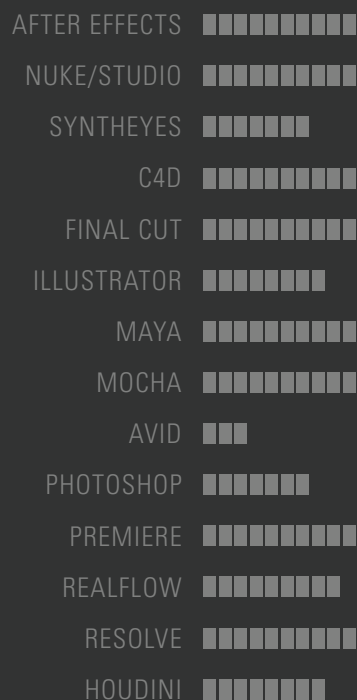 AFTER EFFECTS
NUKE/STUDIO
SYNTHEYES
C4D
FINAL CUT
ILLUSTRATOR
MAYA
MOCHA
AVID
PHOTOSHOP
PREMIERE
REALFLOW
RESOLVE
HOUDINI